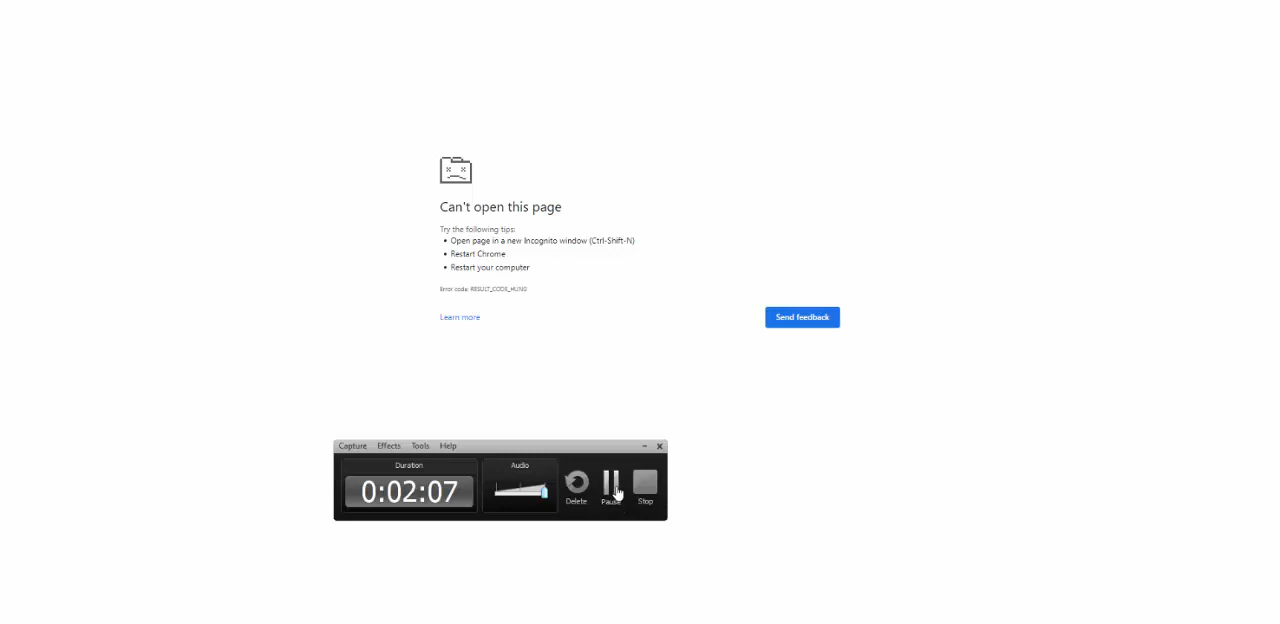 Can't open this page
Try the following tips:
• Open page in a new Incognito window (Ctrl-Shift-N)
• Restart Chrome
• Restart your computer
Error code: RESULT_CODE_HUNG
Learn more
Send feedback
Capture Effects Tools Help
Duration
Audio
0:02:07
Delete
Pause
Stop